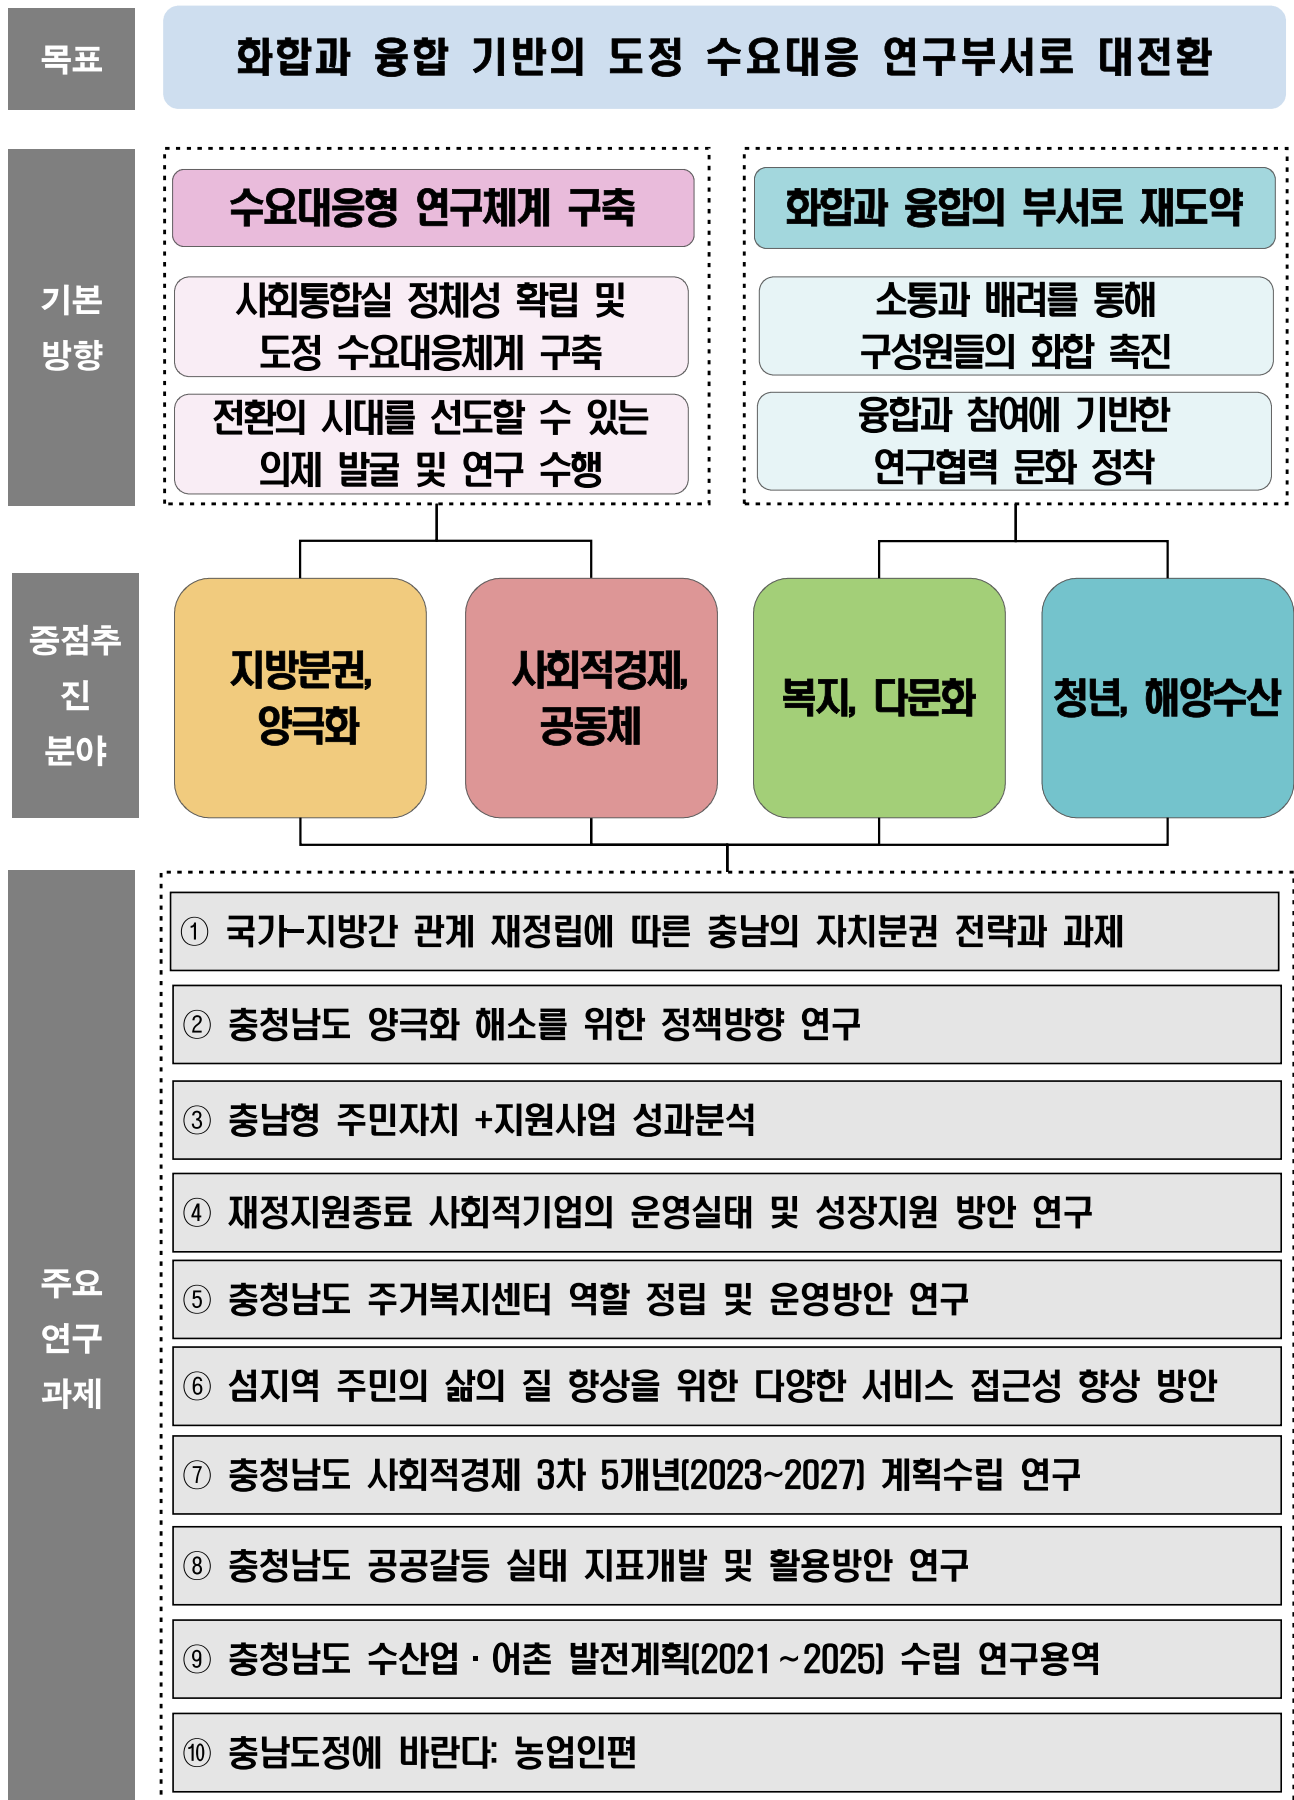 목표
화합과 융합 기반의 도정 수요대응 연구부서로 대전환
기본
방향
수요대응형 연구체계 구축
사회통합실 정체성 확립 및
도정 수요대응체계 구축
전환의 시대를 선도할 수 있는
의제 발굴 및 연구 수행
화합과 융합의 부서로 재도약
소통과 배려를 통해
구성원들의 화합 촉진
융합과 참여에 기반한
연구협력 문화 정착
중점추
진
분야
지방분권,
양극화
사회적경제,
공동체
복지, 다문화
청년, 해양수산
주요
연구
과제
① 국가-지방간 관계 재정립에 따른 충남의 자치분권 전략과 과제
② 충청남도 양극화 해소를 위한 정책방향 연구
③ 충남형 주민자치 +지원사업 성과분석
④ 재정지원종료 사회적기업의 운영실태 및 성장지원 방안 연구
⑤ 충청남도 주거복지센터 역할 정립 및 운영방안 연구
⑥ 섬지역 주민의 삶의 질 향상을 위한 다양한 서비스 접근성 향상 방안
⑦ 충청남도 사회적경제 3차 5개년(2023~2027) 계획수립 연구
⑧ 충청남도 공공갈등 실태 지표개발 및 활용방안 연구
⑨ 충청남도 수산업·어촌 발전계획(2021~2025) 수립 연구용역
⑩ 충남도정에 바란다: 농업인편